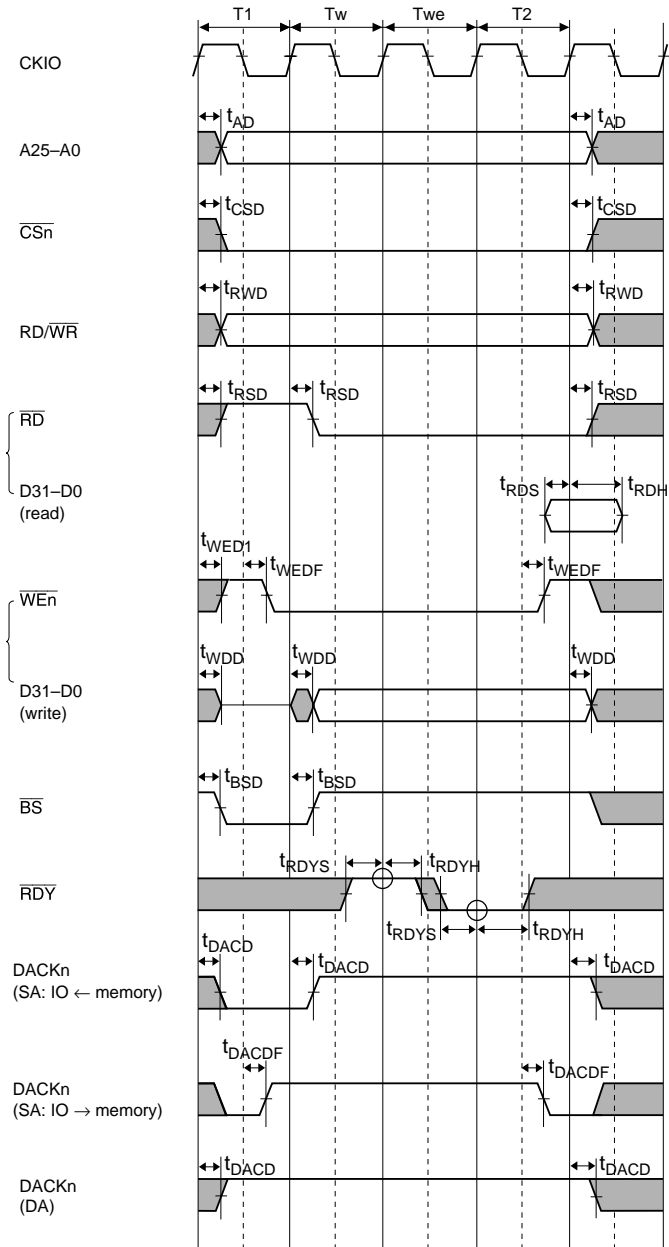 T1 Tw Twe T2
CKIO
tAD tAD
A25–A0
tCSD tCSD
CSn
tRWD tRWD
RD/WR
tRSD tRSD tRSD
RD
tRDS tRDH
D31–D0
(read)
tWED1 tWEDF tWEDF
WEn
tWDD tWDD tWDD
D31–D0
(write)
tBSD tBSD
BS
tRDYS tRDYH
RDY
tRDYS tRDYH
tDACD tDACD tDACD
DACKn
(SA: IO ← memory)
tDACDF tDACDF
DACKn
(SA: IO → memory)
tDACD tDACD
DACKn
(DA)